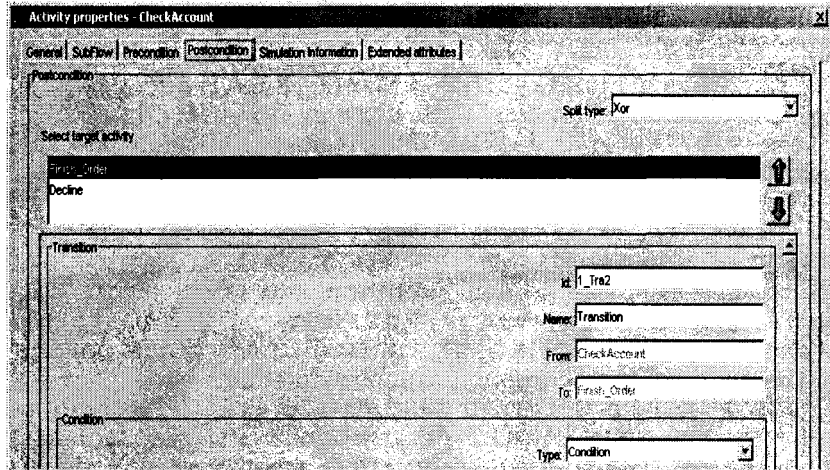 Activity properties - CheckAccount
General SubFlow Precondition Postcondition Simulation Information Extended attributes
Postcondition
Split type: Xor
Select target activity
Finish_Order
Decline
Transition
Id: 1_Tra2
Name: Transition
From: CheckAccount
To: Finish_Order
Condition
Type: Condition